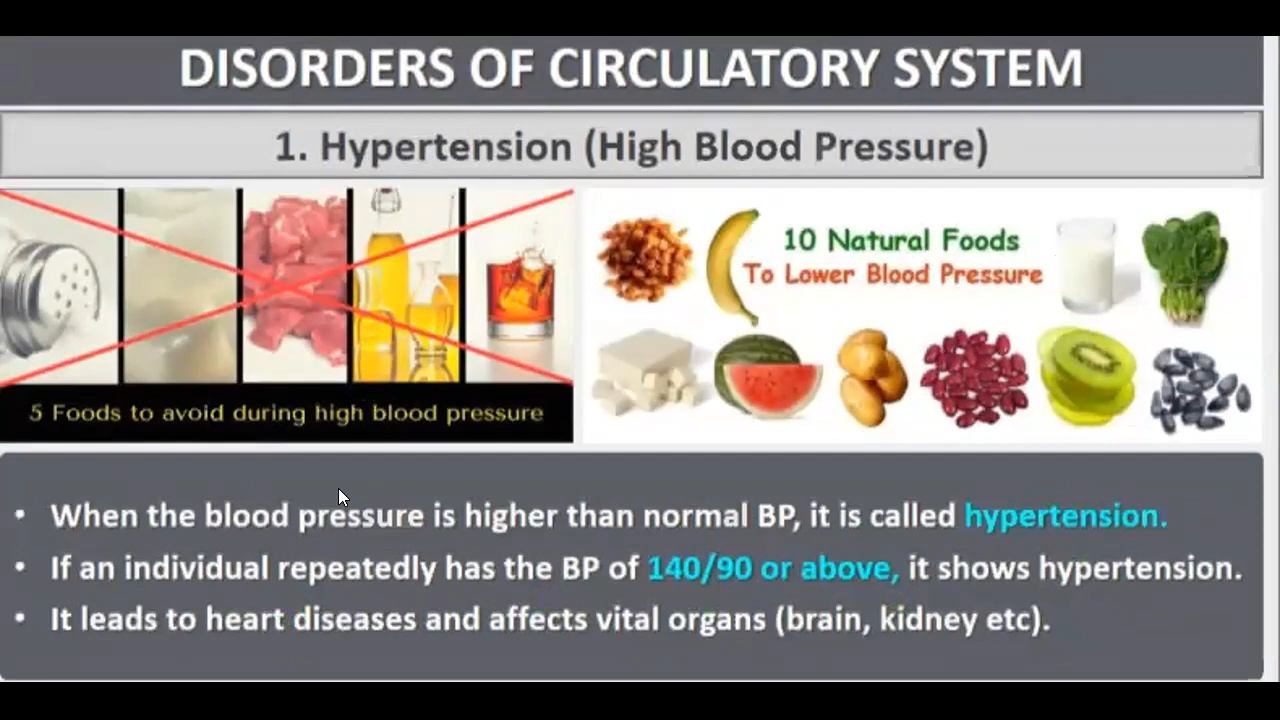 DISORDERS OF CIRCULATORY SYSTEM
1. Hypertension (High Blood Pressure)
10 Natural Foods
To Lower Blood Pressure
5 Foods to avoid during high blood pressure
• When the blood pressure is higher than normal BP, it is called hypertension.
• If an individual repeatedly has the BP of 140/90 or above, it shows hypertension.
• It leads to heart diseases and affects vital organs (brain, kidney etc).